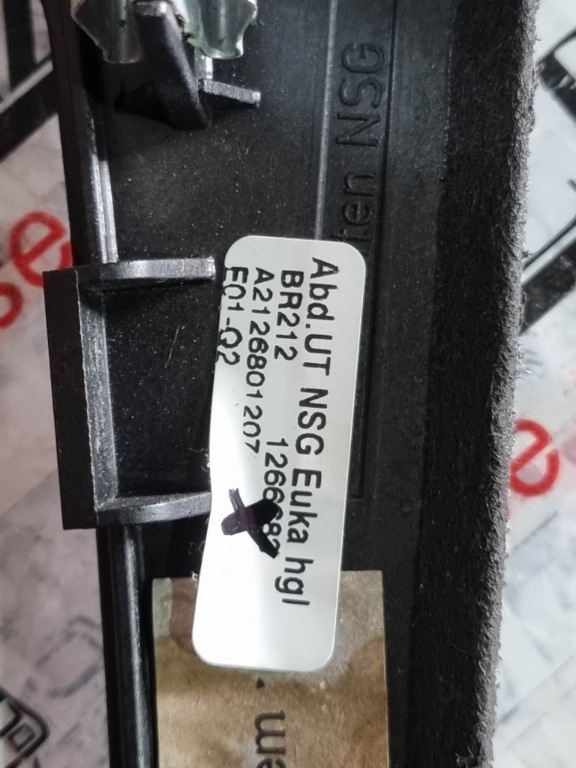 Abd.UT NSG Euka hgl
BR212
A2126801207
E01-Q2
NSG